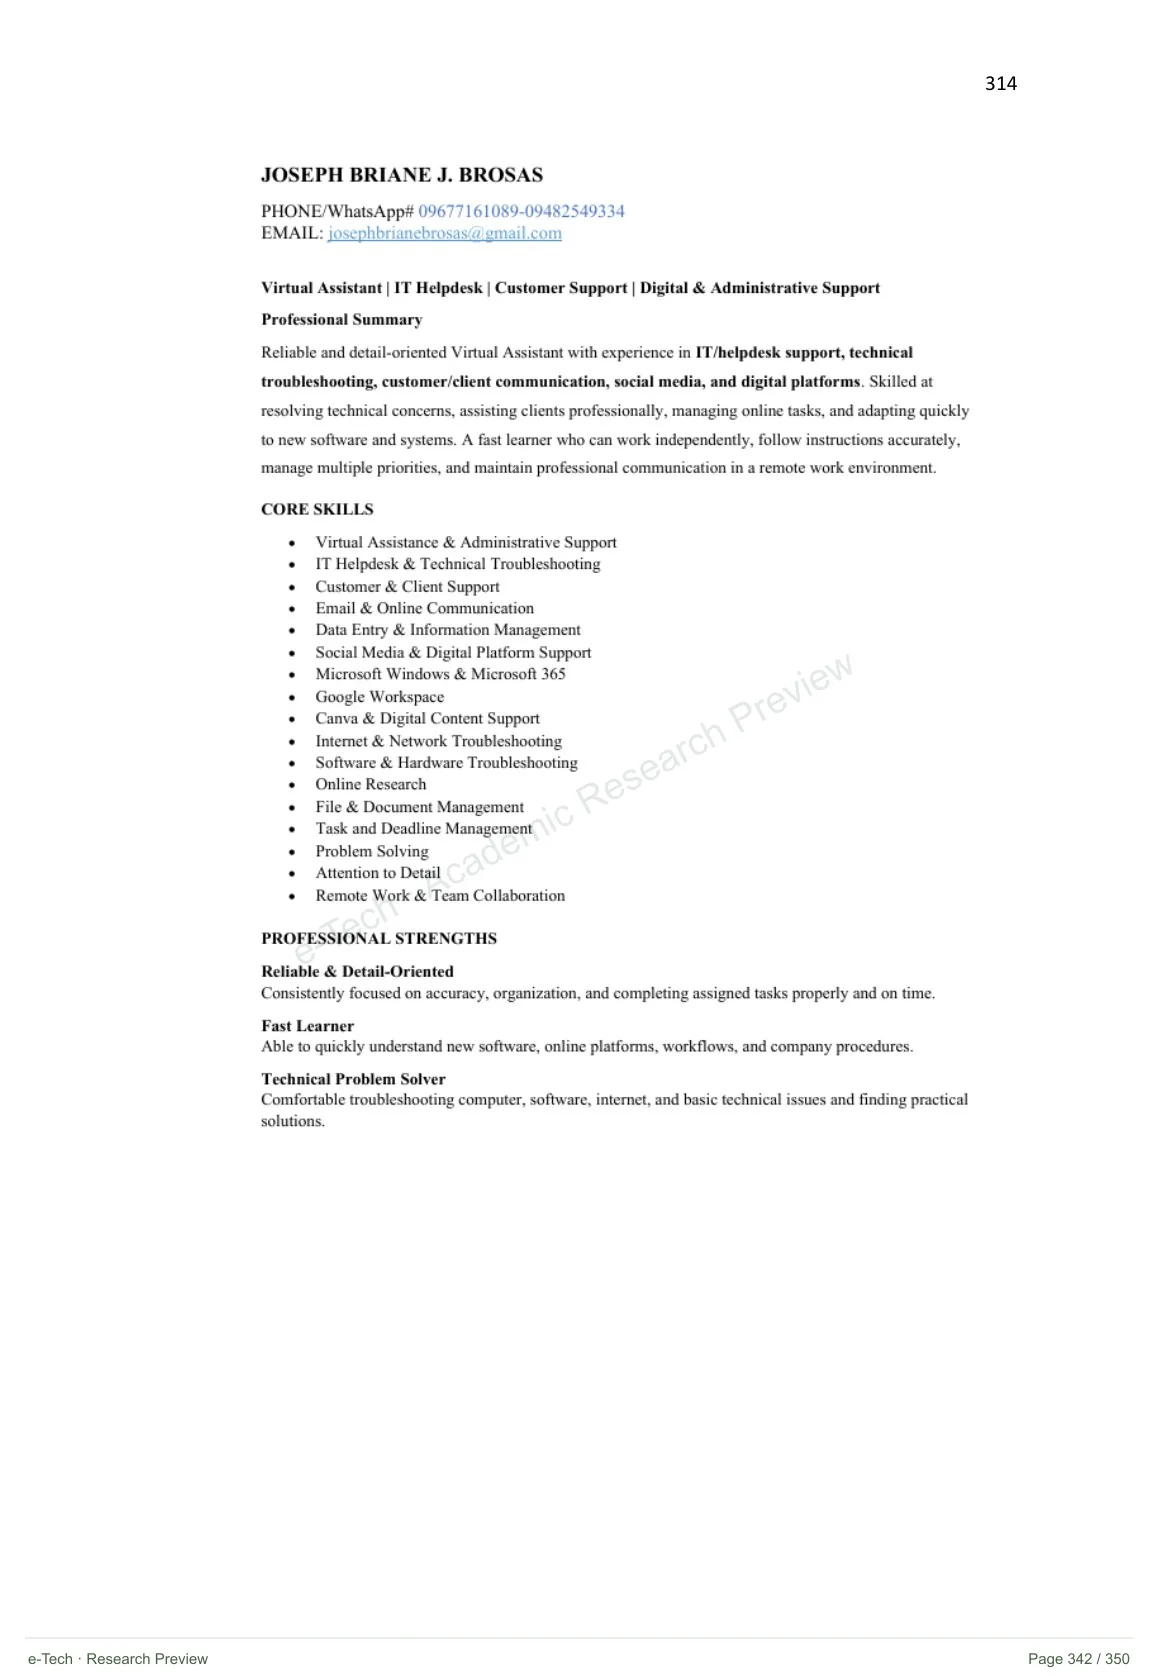 314
JOSEPH BRIANE J. BROSAS
PHONE/WhatsApp# 09677161089-09482549334
EMAIL: josephbrianebrosas@gmail.com
Virtual Assistant | IT Helpdesk | Customer Support | Digital & Administrative Support
Professional Summary
Reliable and detail-oriented Virtual Assistant with experience in IT/helpdesk support, technical
troubleshooting, customer/client communication, social media, and digital platforms. Skilled at
resolving technical concerns, assisting clients professionally, managing online tasks, and adapting quickly
to new software and systems. A fast learner who can work independently, follow instructions accurately,
manage multiple priorities, and maintain professional communication in a remote work environment.
CORE SKILLS
• Virtual Assistance & Administrative Support
• IT Helpdesk & Technical Troubleshooting
• Customer & Client Support
• Email & Online Communication
• Data Entry & Information Management
• Social Media & Digital Platform Support
• Microsoft Windows & Microsoft 365
• Google Workspace
• Canva & Digital Content Support
• Internet & Network Troubleshooting
• Software & Hardware Troubleshooting
• Online Research
• File & Document Management
• Task and Deadline Management
• Problem Solving
• Attention to Detail
• Remote Work & Team Collaboration
e-Tech · Academic Research Preview
PROFESSIONAL STRENGTHS
Reliable & Detail-Oriented
Consistently focused on accuracy, organization, and completing assigned tasks properly and on time.
Fast Learner
Able to quickly understand new software, online platforms, workflows, and company procedures.
Technical Problem Solver
Comfortable troubleshooting computer, software, internet, and basic technical issues and finding practical
solutions.
e-Tech · Research Preview
Page 342 / 350